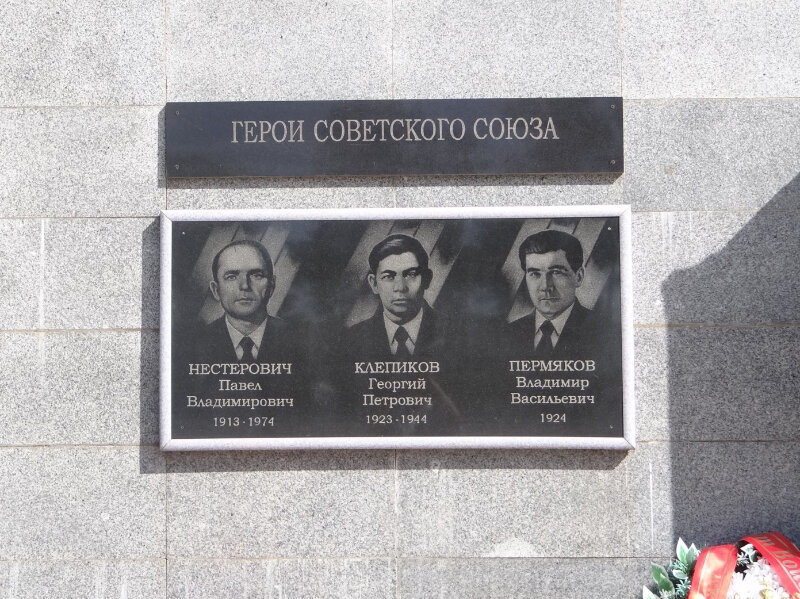 ГЕРОИ СОВЕТСКОГО СОЮЗА
НЕСТЕРОВИЧ
Павел
Владимирович
1913 - 1974
КЛЕПИКОВ
Георгий
Петрович
1923 - 1944
ПЕРМЯКОВ
Владимир
Васильевич
1924